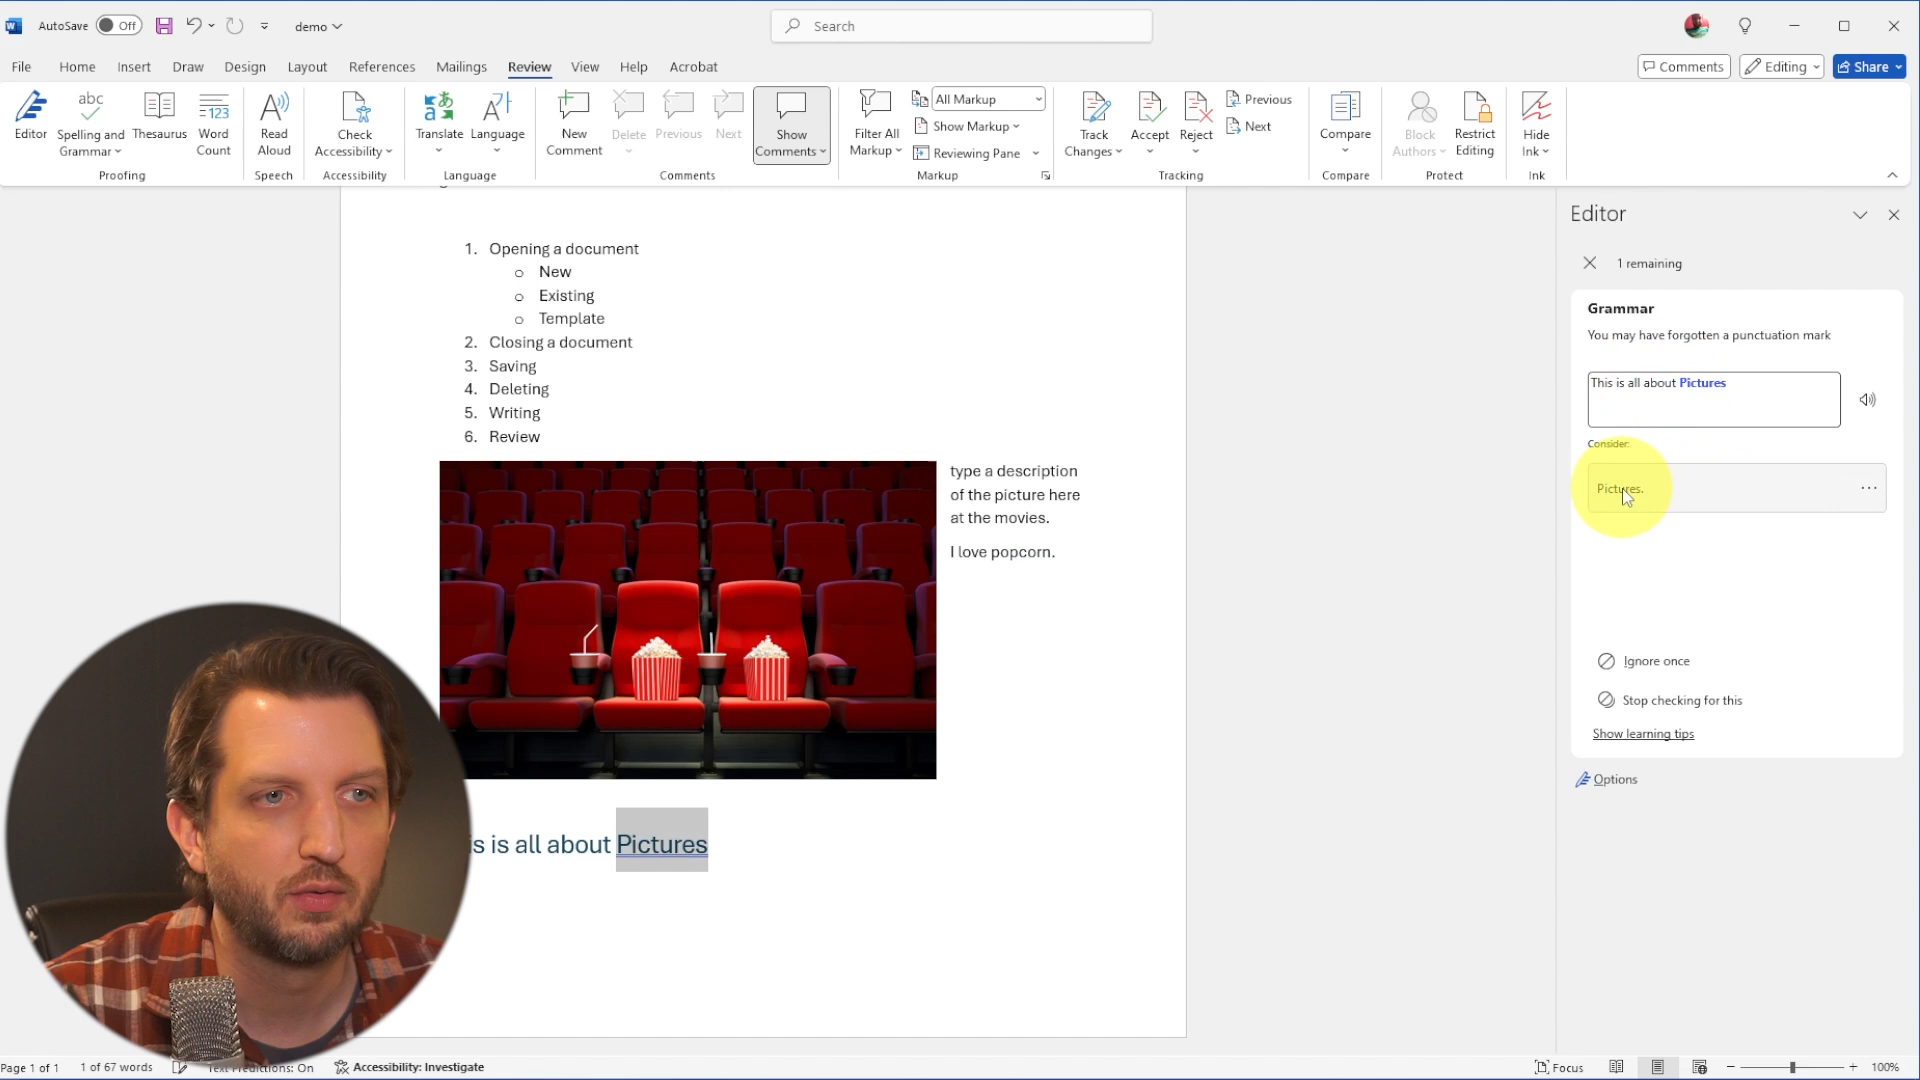 AutoSave Off demo Search
File Home Insert Draw Design Layout References Mailings Review View Help Acrobat Comments Editing Share
Editor
abc
Spelling and Grammar
Thesaurus
123
Word Count
Read Aloud
Check Accessibility
Translate
Language
New Comment
Delete
Previous
Next
Show Comments
Filter All Markup
All Markup
Show Markup
Reviewing Pane
Track Changes
Accept
Reject
Previous
Next
Compare
Block Authors
Restrict Editing
Hide Ink
Proofing Speech Accessibility Language Comments Markup Tracking Compare Protect Ink
1. Opening a document
o New
o Existing
o Template
2. Closing a document
3. Saving
4. Deleting
5. Writing
6. Review
type a description
of the picture here
at the movies.
I love popcorn.
s is all about Pictures
Editor
1 remaining
Grammar
You may have forgotten a punctuation mark
This is all about Pictures
Consider:
Pictures.
Ignore once
Stop checking for this
Show learning tips
Options
Page 1 of 1 1 of 67 words Text Predictions: On Accessibility: Investigate Focus 100%